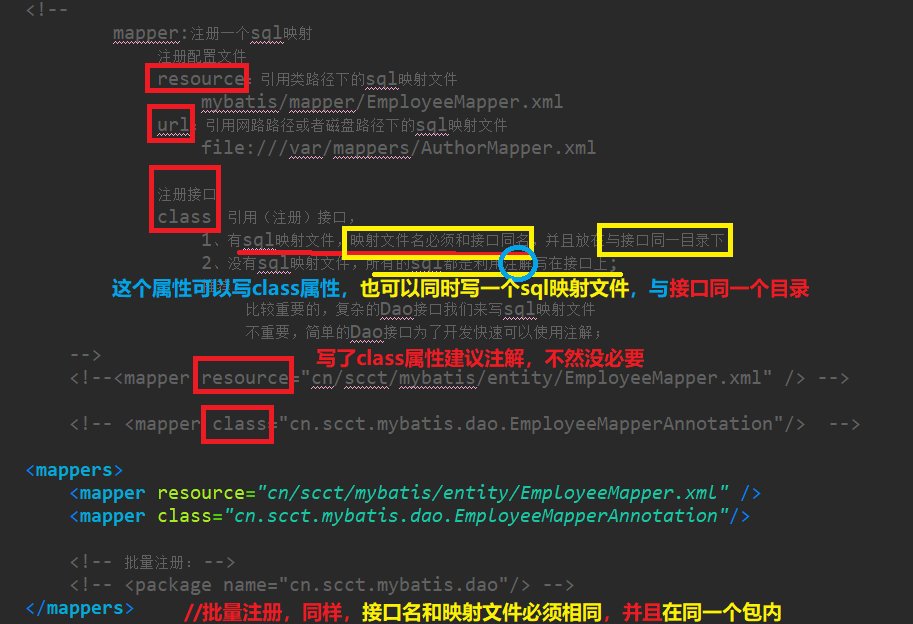 <!--
mapper:注册一个sql映射
注册配置文件
resource:引用类路径下的sql映射文件
mybatis/mapper/EmployeeMapper.xml
url:引用网路路径或者磁盘路径下的sql映射文件
file:///var/mappers/AuthorMapper.xml
注册接口
class:引用（注册）接口，
1、有sql映射文件，映射文件名必须和接口同名，并且放在与接口同一目录下
2、没有sql映射文件，所有的sql都是利用注解写在接口上；
这个属性可以写class属性，也可以同时写一个sql映射文件，与接口同一个目录
比较重要的，复杂的Dao接口我们来写sql映射文件
不重要，简单的Dao接口为了开发快速可以使用注解；
-->
写了class属性建议注解，不然没必要
<!--<mapper resource="cn/scct/mybatis/entity/EmployeeMapper.xml" /> -->
<!-- <mapper class="cn.scct.mybatis.dao.EmployeeMapperAnnotation"/> -->
<mappers>
<mapper resource="cn/scct/mybatis/entity/EmployeeMapper.xml" />
<mapper class="cn.scct.mybatis.dao.EmployeeMapperAnnotation"/>
<!-- 批量注册：-->
<!-- <package name="cn.scct.mybatis.dao"/> -->
</mappers>
//批量注册，同样，接口名和映射文件必须相同，并且在同一个包内